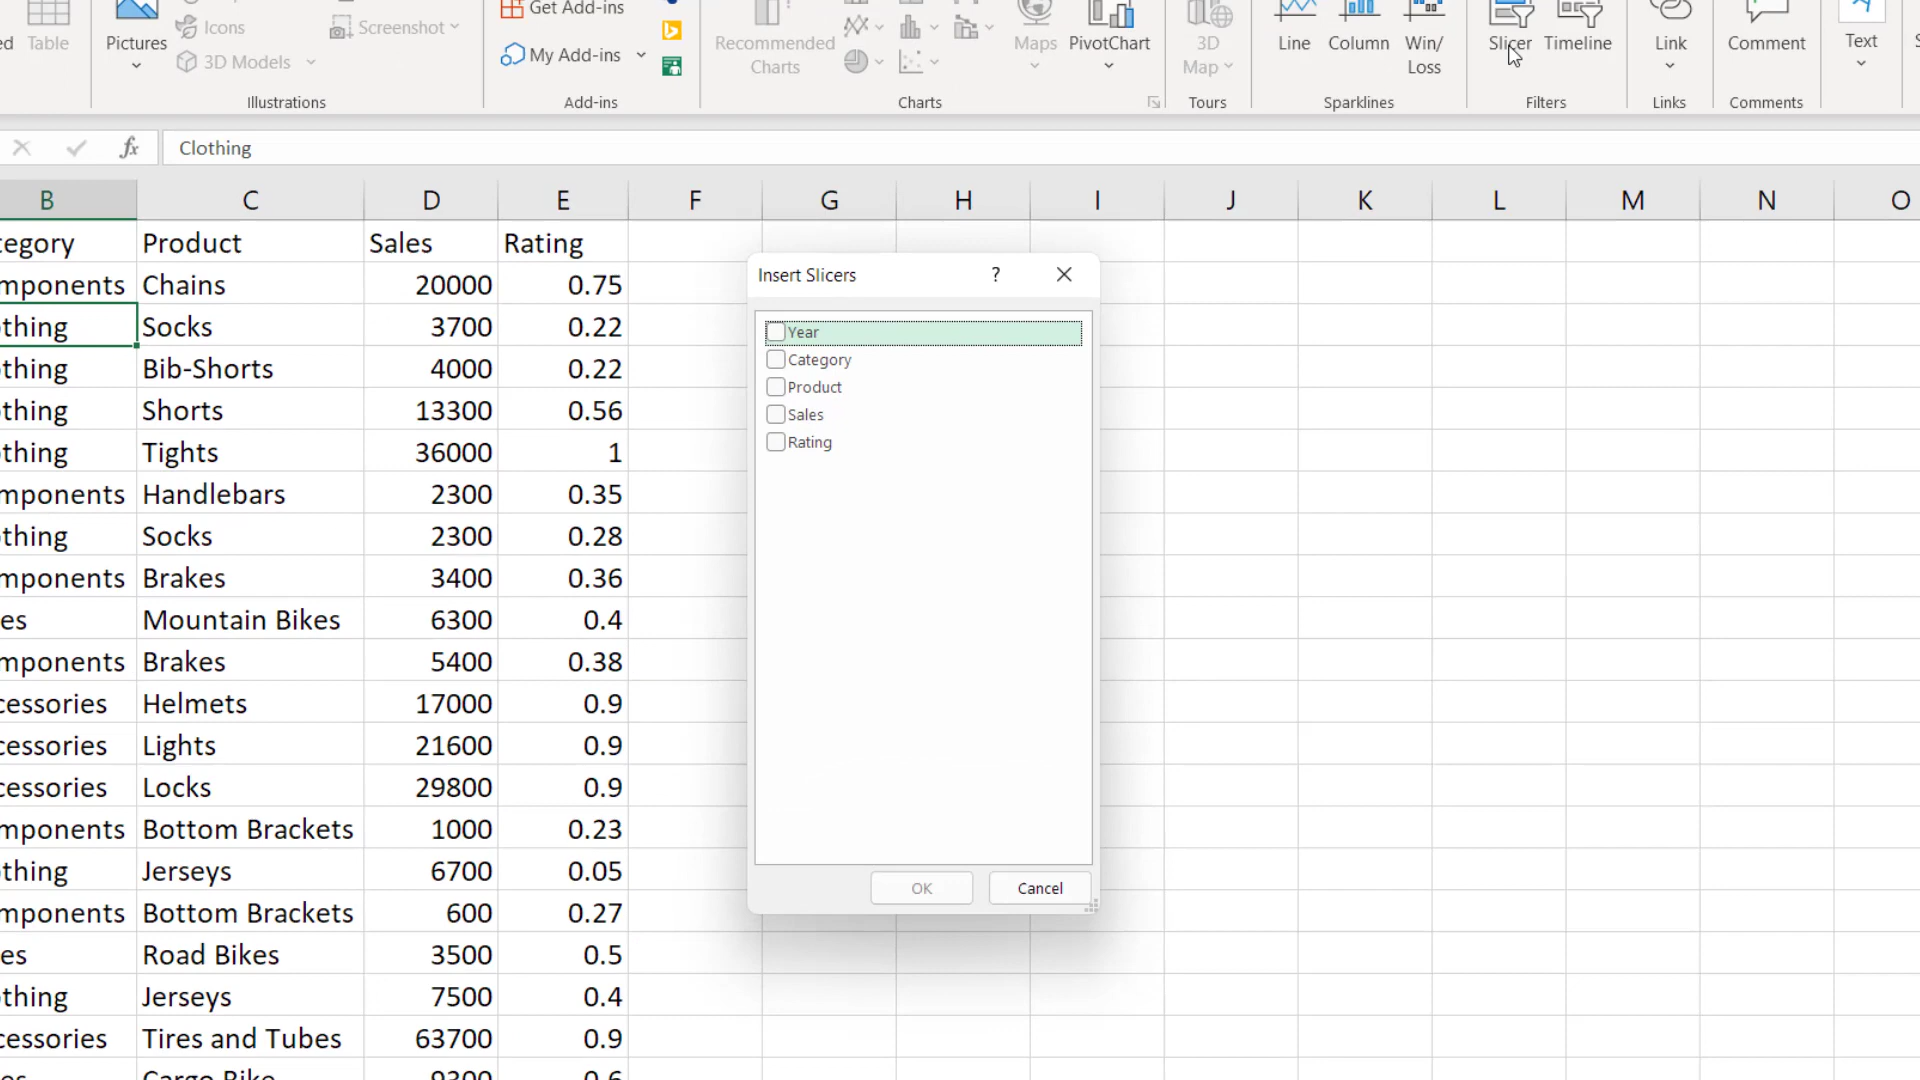 Get Add-ins
ed Table Pictures Icons Screenshot My Add-ins Recommended Maps PivotChart 3D Line Column Win/ Slicer Timeline Link Comment Text
3D Models Charts Map Loss
Illustrations Add-ins Charts Tours Sparklines Filters Links Comments
fx Clothing
B C D E F G H I J K L M N O
tegory Product Sales Rating
mponents Chains 20000 0.75
othing Socks 3700 0.22
thing Bib-Shorts 4000 0.22
thing Shorts 13300 0.56
thing Tights 36000 1
mponents Handlebars 2300 0.35
thing Socks 2300 0.28
mponents Brakes 3400 0.36
es Mountain Bikes 6300 0.4
mponents Brakes 5400 0.38
cessories Helmets 17000 0.9
cessories Lights 21600 0.9
cessories Locks 29800 0.9
mponents Bottom Brackets 1000 0.23
thing Jerseys 6700 0.05
mponents Bottom Brackets 600 0.27
es Road Bikes 3500 0.5
thing Jerseys 7500 0.4
cessories Tires and Tubes 63700 0.9
es Cargo Bike 9300 0.6
Insert Slicers ?
Year
Category
Product
Sales
Rating
OK Cancel